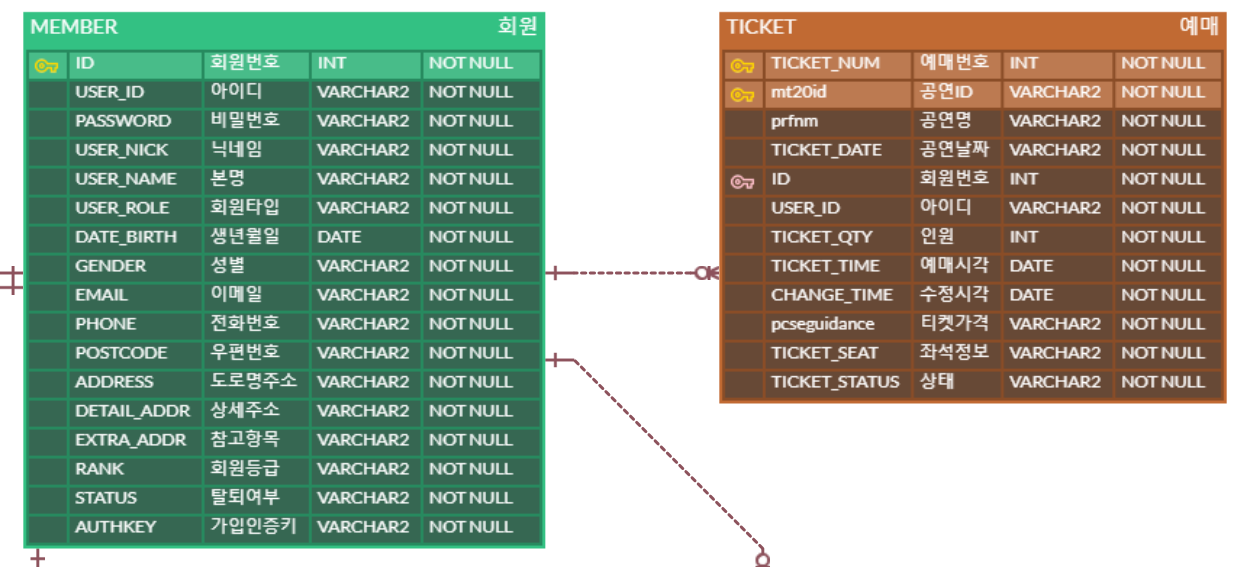 MEMBER 회원
ID 회원번호 INT NOT NULL
USER_ID 아이디 VARCHAR2 NOT NULL
PASSWORD 비밀번호 VARCHAR2 NOT NULL
USER_NICK 닉네임 VARCHAR2 NOT NULL
USER_NAME 본명 VARCHAR2 NOT NULL
USER_ROLE 회원타입 VARCHAR2 NOT NULL
DATE_BIRTH 생년월일 DATE NOT NULL
GENDER 성별 VARCHAR2 NOT NULL
EMAIL 이메일 VARCHAR2 NOT NULL
PHONE 전화번호 VARCHAR2 NOT NULL
POSTCODE 우편번호 VARCHAR2 NOT NULL
ADDRESS 도로명주소 VARCHAR2 NOT NULL
DETAIL_ADDR 상세주소 VARCHAR2 NOT NULL
EXTRA_ADDR 참고항목 VARCHAR2 NOT NULL
RANK 회원등급 VARCHAR2 NOT NULL
STATUS 탈퇴여부 VARCHAR2 NOT NULL
AUTHKEY 가입인증키 VARCHAR2 NOT NULL
TICKET 예매
TICKET_NUM 예매번호 INT NOT NULL
mt20id 공연ID VARCHAR2 NOT NULL
prfnm 공연명 VARCHAR2 NOT NULL
TICKET_DATE 공연날짜 VARCHAR2 NOT NULL
ID 회원번호 INT NOT NULL
USER_ID 아이디 VARCHAR2 NOT NULL
TICKET_QTY 인원 INT NOT NULL
TICKET_TIME 예매시각 DATE NOT NULL
CHANGE_TIME 수정시각 DATE NOT NULL
pcseguidance 티켓가격 VARCHAR2 NOT NULL
TICKET_SEAT 좌석정보 VARCHAR2 NOT NULL
TICKET_STATUS 상태 VARCHAR2 NOT NULL